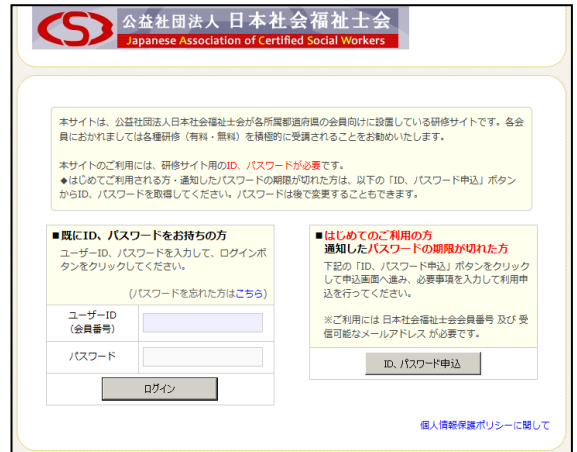 公益社団法人 日本社会福祉士会
Japanese Association of Certified Social Workers
本サイトは、公益社団法人日本社会福祉士会が各所属都道府県の会員向けに設置している研修サイトです。各会
員におかれましては各種研修（有料・無料）を積極的に受講されることをお勧めいたします。
本サイトのご利用には、研修サイト用のID、パスワードが必要です。
◆はじめてご利用される方・通知したパスワードの期限が切れた方は、以下の「ID、パスワード申込」ボタン
からID、パスワードを取得してください。パスワードは後で変更することもできます。
■既にID、パスワードをお持ちの方
ユーザーID、パスワードを入力して、ログインボ
タンをクリックしてください。
(パスワードを忘れた方はこちら)
ユーザーID
（会員番号）
パスワード
ログイン
■はじめてのご利用の方
通知したパスワードの期限が切れた方
下記の「ID、パスワード申込」ボタンをクリック
して申込画面へ進み、必要事項を入力して利用申
込を行ってください。
※ご利用には 日本社会福祉士会会員番号 及び 受
信可能なメールアドレス が必要です。
ID、パスワード申込
個人情報保護ポリシーに関して